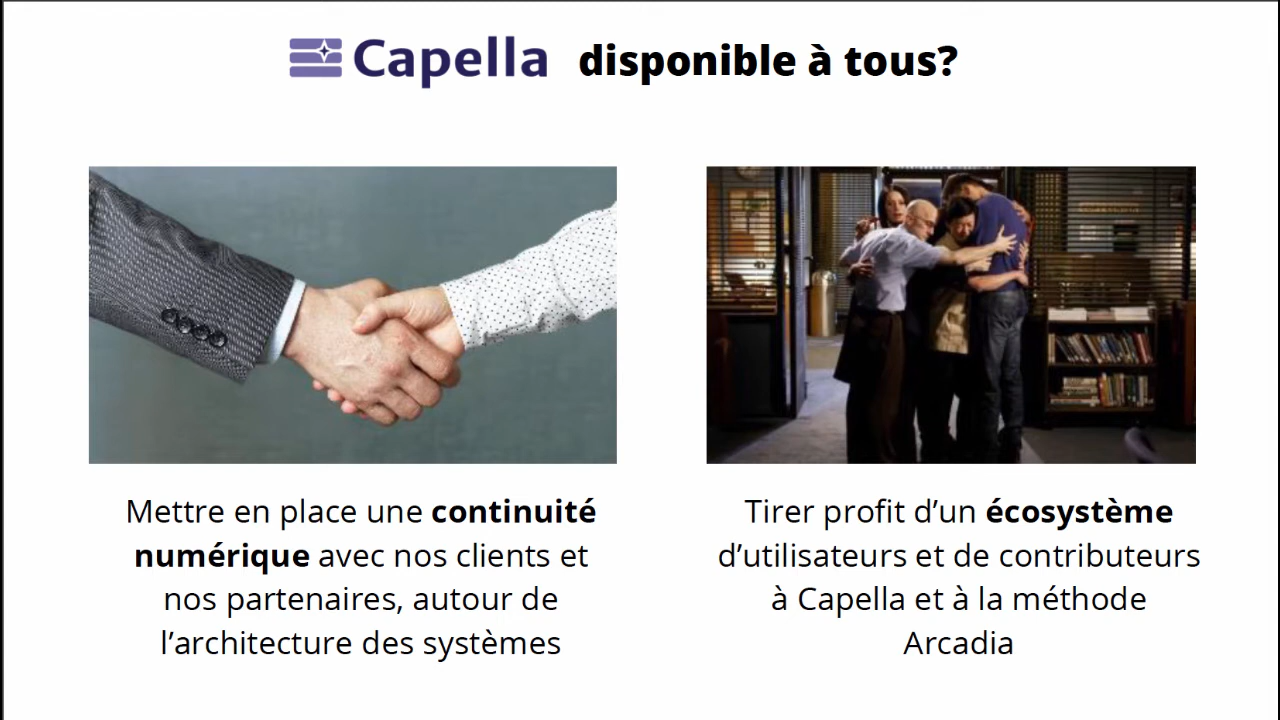 Capella disponible à tous?
Mettre en place une continuité
numérique avec nos clients et
nos partenaires, autour de
l’architecture des systèmes
Tirer profit d’un écosystème
d’utilisateurs et de contributeurs
à Capella et à la méthode
Arcadia